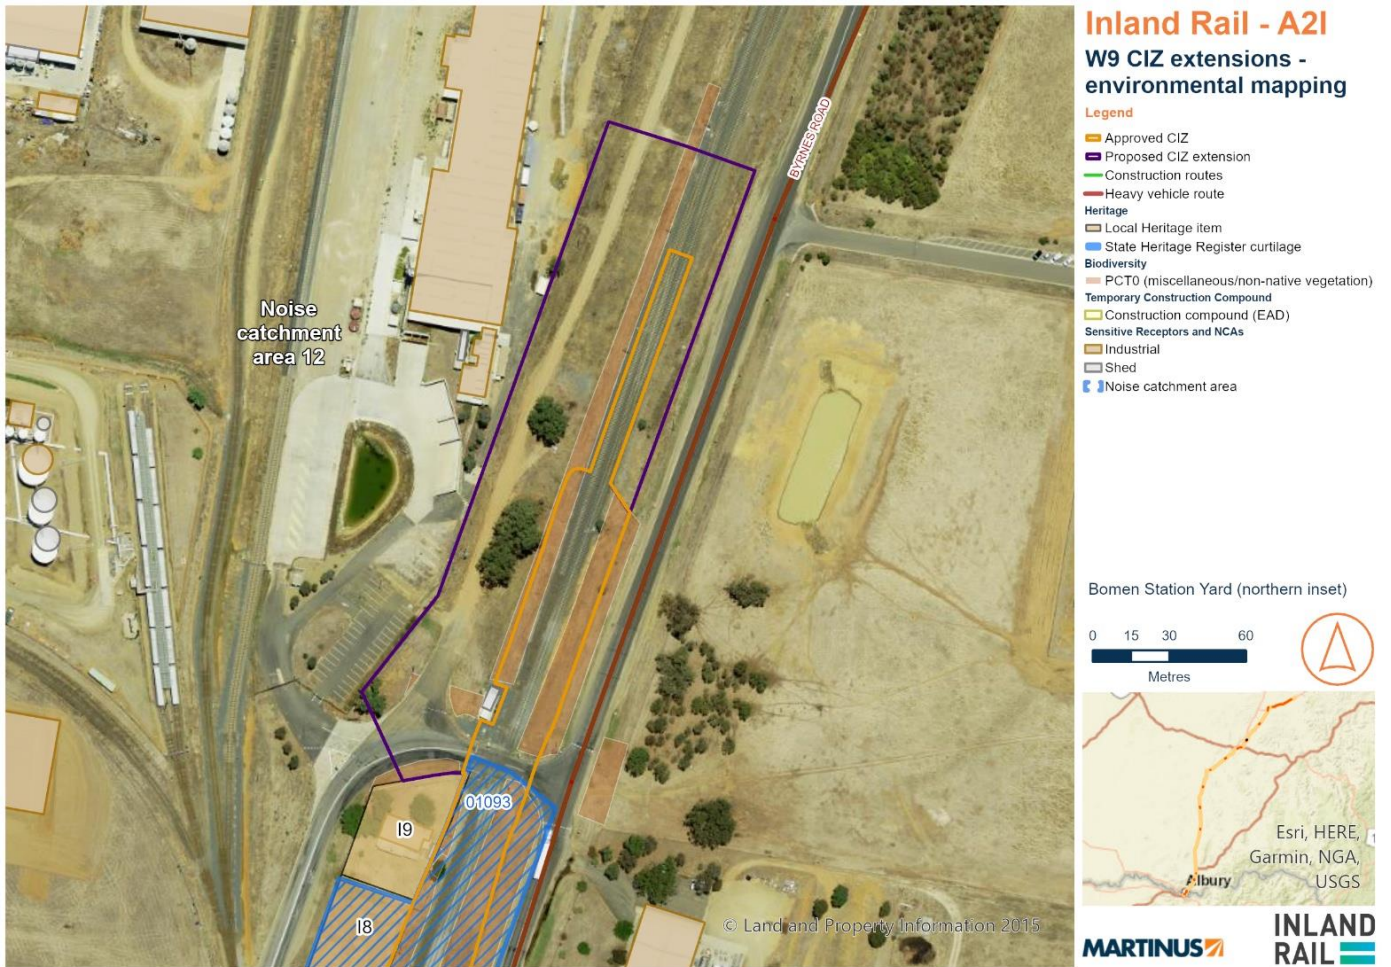 Inland Rail - A2I
W9 CIZ extensions -
environmental mapping
Legend
Approved CIZ
Proposed CIZ extension
Construction routes
Heavy vehicle route
Heritage
Local Heritage item
State Heritage Register curtilage
Biodiversity
PCT0 (miscellaneous/non-native vegetation)
Temporary Construction Compound
Construction compound (EAD)
Sensitive Receptors and NCAs
Industrial
Shed
Noise catchment area
BYRNES ROAD
Noise
catchment
area 12
01093
I9
I8
© Land and Property Information 2015
Bomen Station Yard (northern inset)
0 15 30 60
Metres
Esri, HERE,
Garmin, NGA,
USGS
Albury
MARTINUS
INLAND
RAIL